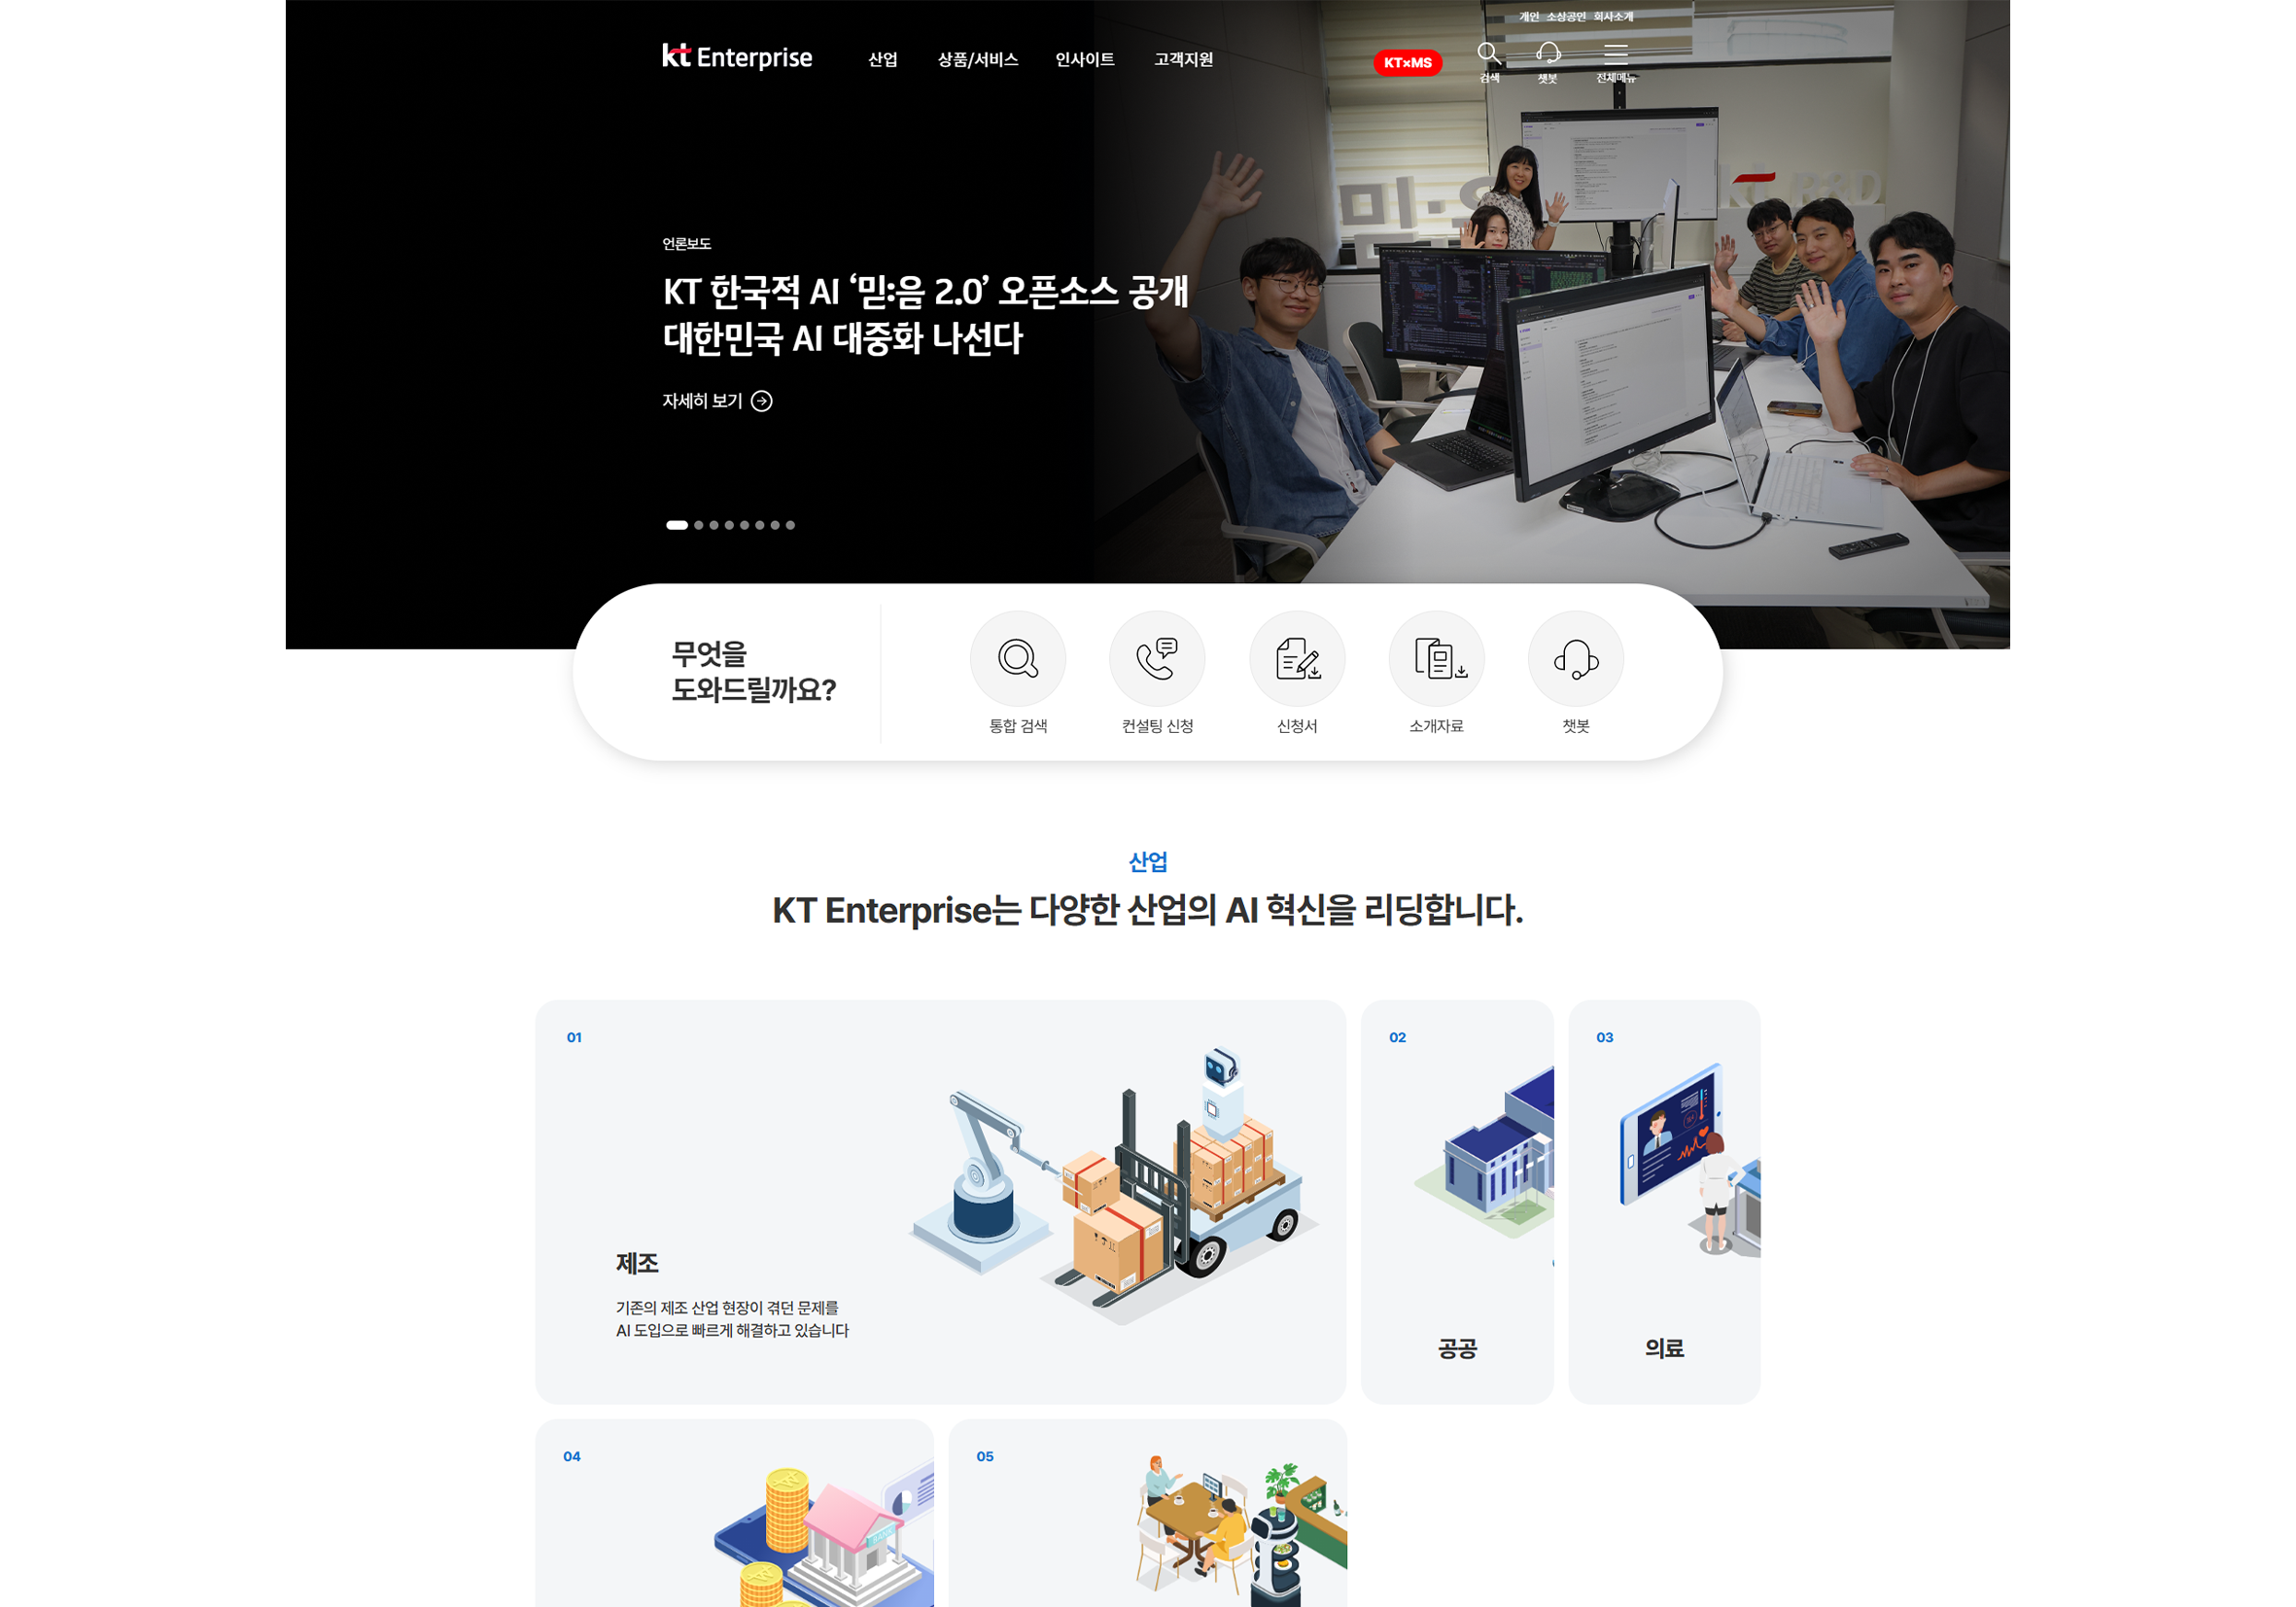 개인 소상공인 회사소개
kt Enterprise
산업 상품/서비스 인사이트 고객지원
KT×MS
검색 챗봇 전체메뉴
kt R&D
언론보도
KT 한국적 AI ‘믿:음 2.0’ 오픈소스 공개
대한민국 AI 대중화 나선다
자세히 보기
무엇을
도와드릴까요?
통합 검색
컨설팅 신청
신청서
소개자료
챗봇
산업
KT Enterprise는 다양한 산업의 AI 혁신을 리딩합니다.
01
제조
기존의 제조 산업 현장이 겪던 문제를
AI 도입으로 빠르게 해결하고 있습니다
02
공공
03
의료
04
BANK
05